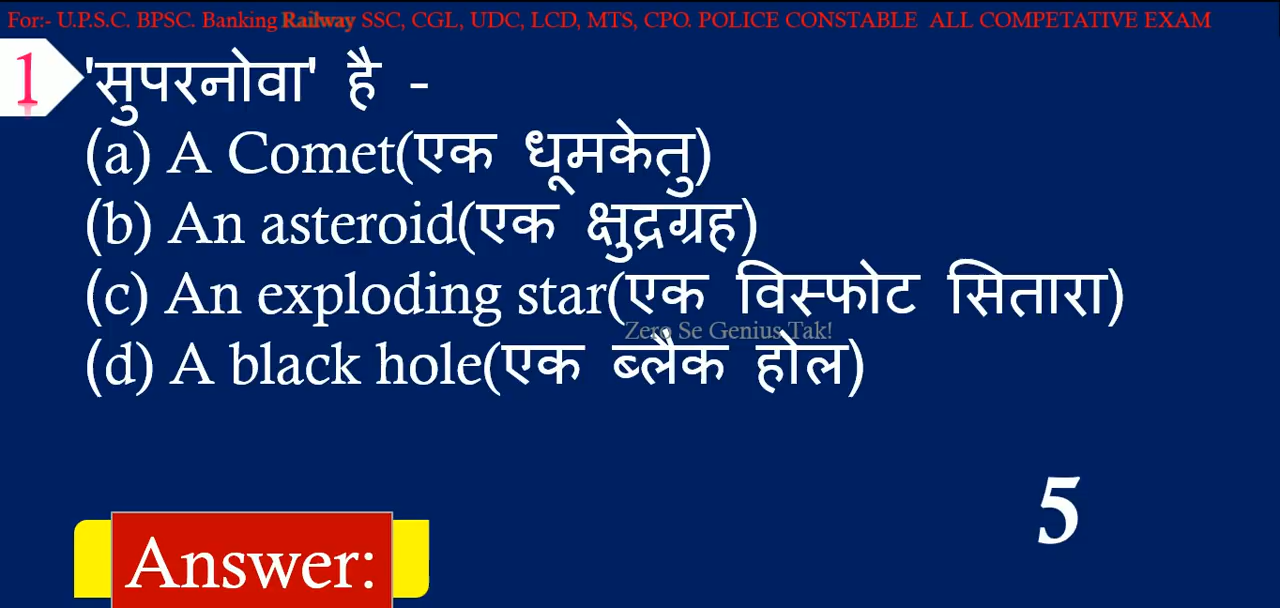 For:- U.P.S.C. BPSC. Banking Railway SSC, CGL, UDC, LCD, MTS, CPO. POLICE CONSTABLE ALL COMPETATIVE EXAM
1 'सुपरनोवा' है -
(a) A Comet(एक धूमकेतु)
(b) An asteroid(एक क्षुद्रग्रह)
(c) An exploding star(एक विस्फोट सितारा)
Zero Se Genius Tak!
(d) A black hole(एक ब्लैक होल)
5
Answer: